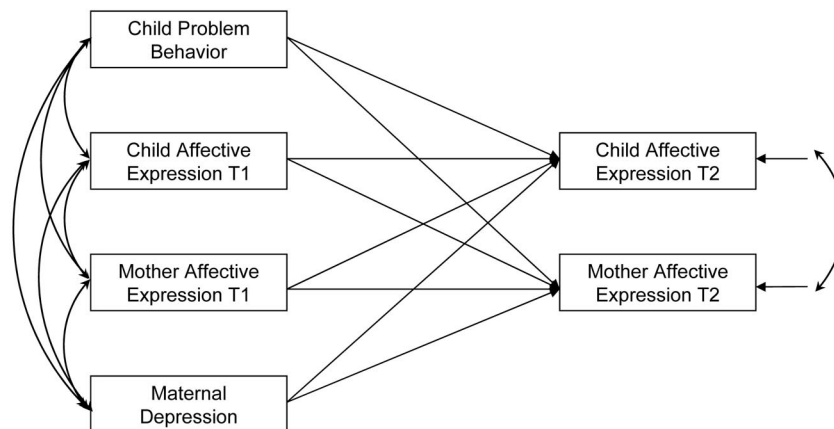 Child Problem
Behavior
Child Affective
Expression T1
Mother Affective
Expression T1
Maternal
Depression
Child Affective
Expression T2
Mother Affective
Expression T2